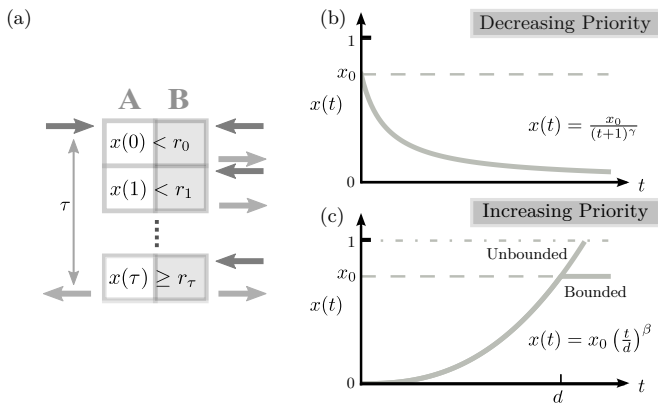 (a)
A B
x(0) < r₀
x(1) < r₁
τ
x(τ) ≥ r_τ
(b)
Decreasing Priority
1
x₀
x(t)
x(t) = x₀/(t+1)^γ
0
t
(c)
Increasing Priority
1
Unbounded
x₀
Bounded
x(t)
x(t) = x₀ (t/d)^β
0
d
t